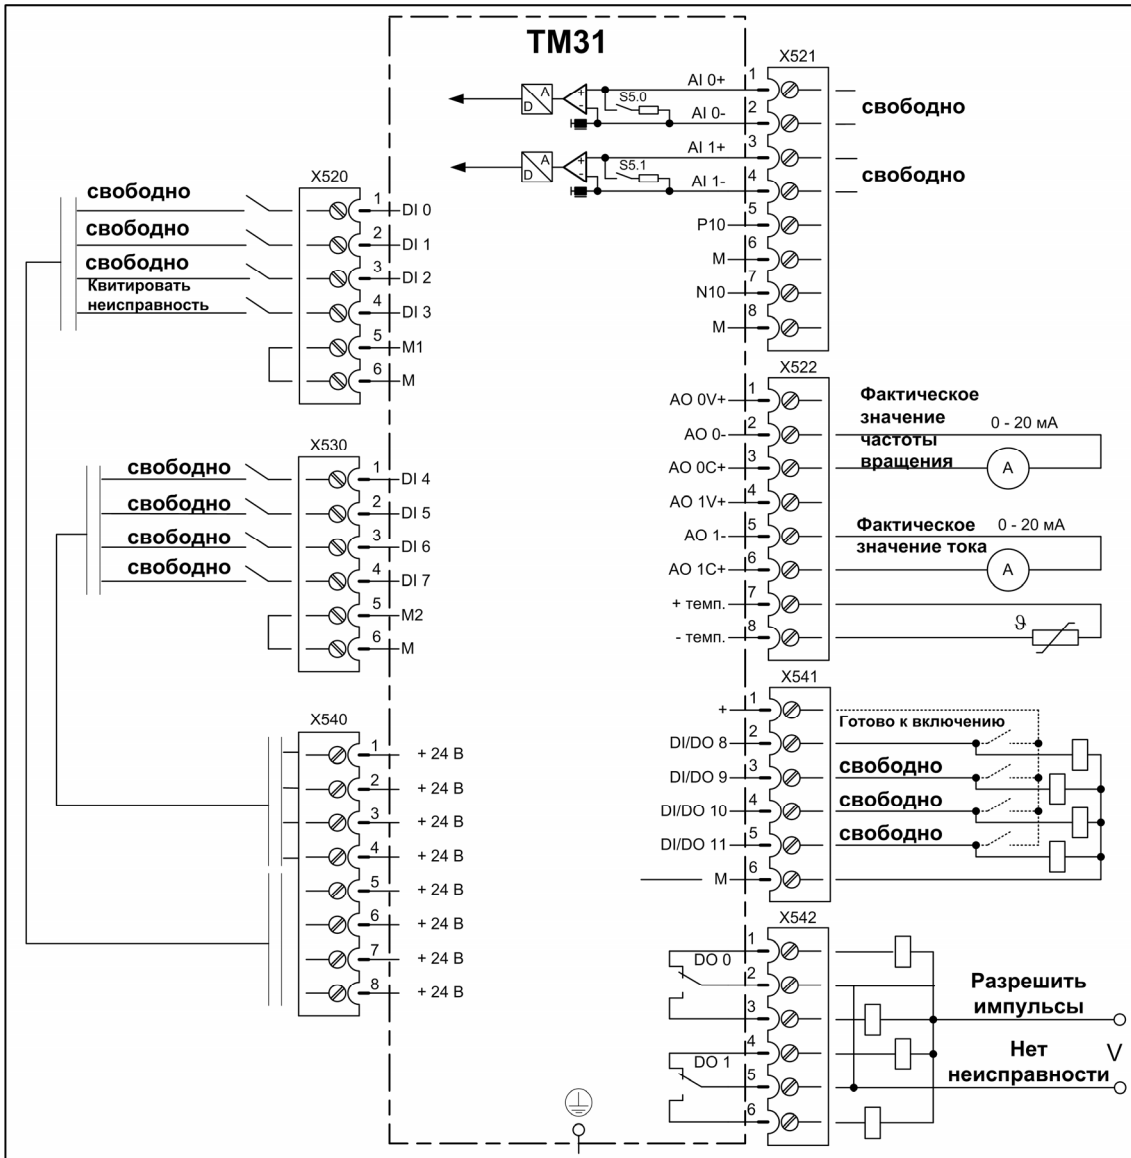 TM31
X520
свободно
1
DI 0
свободно
2
DI 1
свободно
3
DI 2
Квитировать
неисправность
4
DI 3
5
M1
6
M
X530
свободно
1
DI 4
свободно
2
DI 5
свободно
3
DI 6
свободно
4
DI 7
5
M2
6
M
X540
1
+ 24 В
2
+ 24 В
3
+ 24 В
4
+ 24 В
5
+ 24 В
6
+ 24 В
7
+ 24 В
8
+ 24 В
X521
A
D
+
-
S5.0
AI 0+
1
AI 0-
2
свободно
A
D
+
-
S5.1
AI 1+
3
AI 1-
4
свободно
P10
5
M
6
N10
7
M
8
X522
AO 0V+
1
AO 0-
2
AO 0C+
3
Фактическое
значение
частоты
вращения
0 - 20 мА
A
AO 1V+
4
AO 1-
5
AO 1C+
6
Фактическое
значение тока
0 - 20 мА
A
+ темп.
7
- темп.
8
ϑ
X541
+
1
DI/DO 8
2
Готово к включению
DI/DO 9
3
свободно
DI/DO 10
4
свободно
DI/DO 11
5
свободно
M
6
X542
DO 0
1
2
3
Разрешить
импульсы
DO 1
4
5
6
Нет
неисправности
V